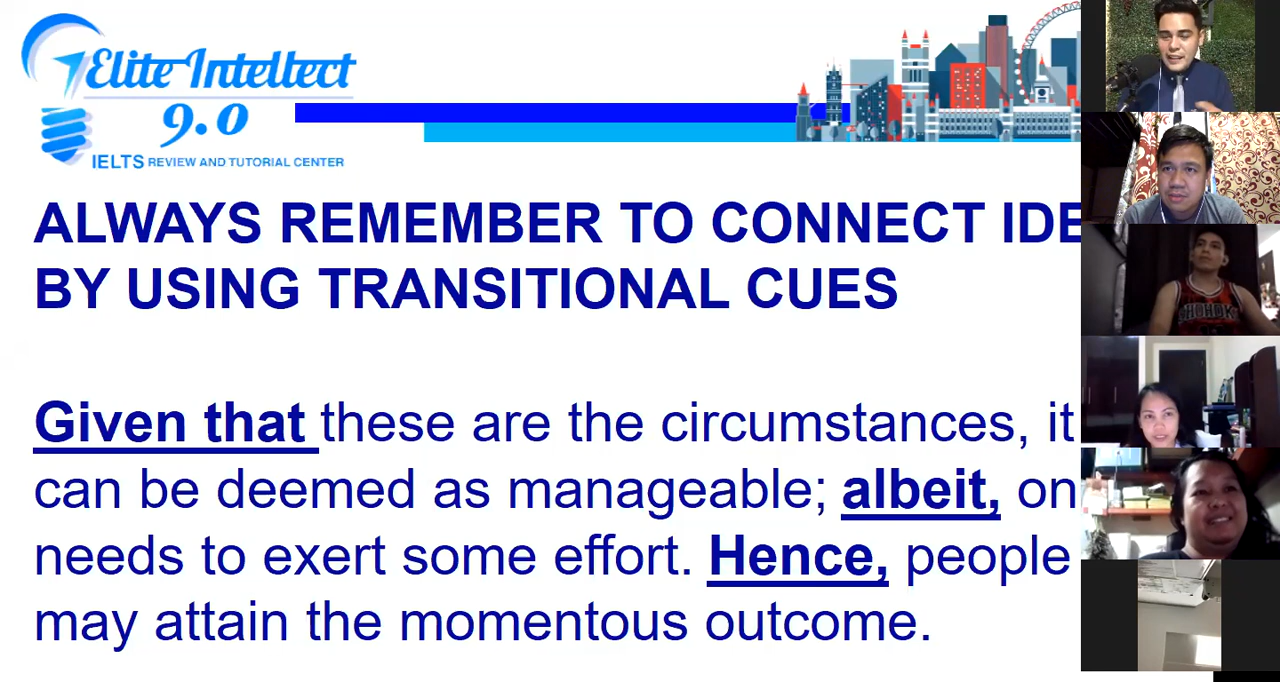 Elite Intellect
9.0
IELTS REVIEW AND TUTORIAL CENTER
ALWAYS REMEMBER TO CONNECT IDE
BY USING TRANSITIONAL CUES
Given that these are the circumstances, it
can be deemed as manageable; albeit, on
needs to exert some effort. Hence, people
may attain the momentous outcome.